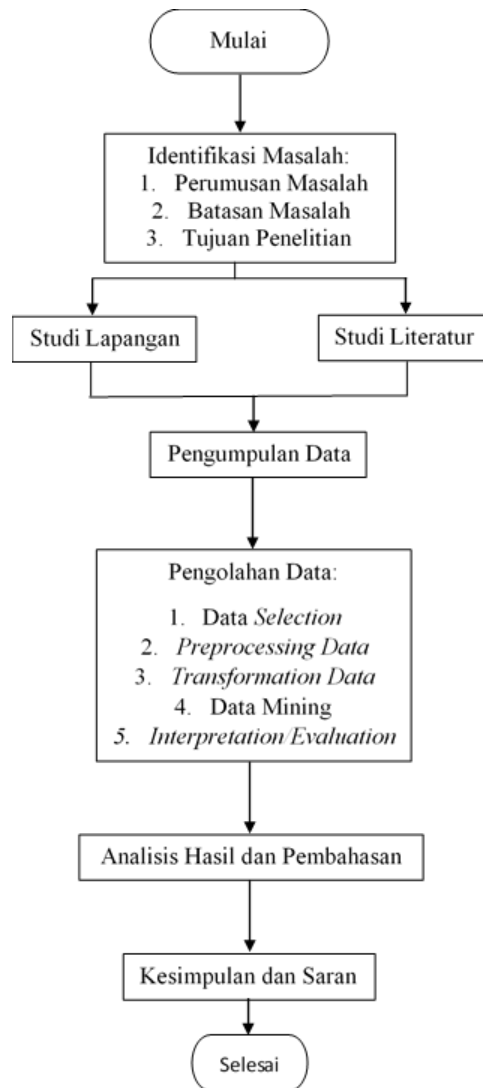 Mulai
Identifikasi Masalah:
1. Perumusan Masalah
2. Batasan Masalah
3. Tujuan Penelitian
Studi Lapangan
Studi Literatur
Pengumpulan Data
Pengolahan Data:
1. Data Selection
2. Preprocessing Data
3. Transformation Data
4. Data Mining
5. Interpretation/Evaluation
Analisis Hasil dan Pembahasan
Kesimpulan dan Saran
Selesai